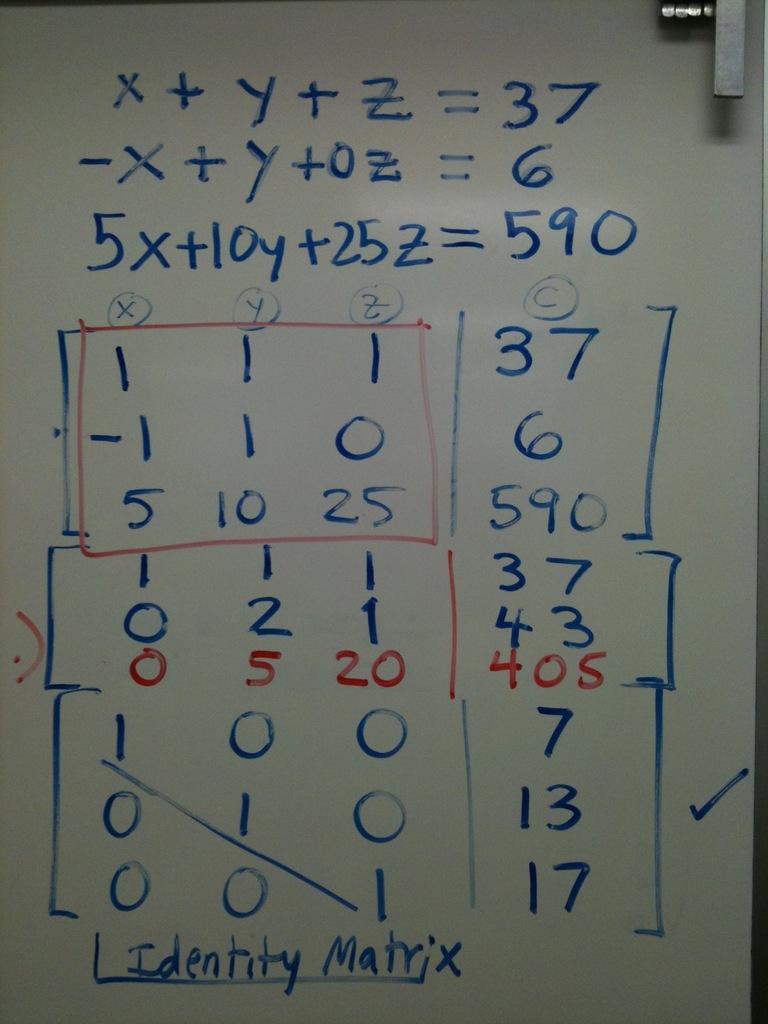 x + y + z = 37
-x + y + 0z = 6
5x+10y+25z = 590
x y z c
1 1 1 | 37
-1 1 0 | 6
5 10 25 | 590
1 1 1 | 37
0 2 1 | 43
:) 0 5 20 | 405
1 0 0 | 7
0 1 0 | 13 ✓
0 0 1 | 17
Identity Matrix